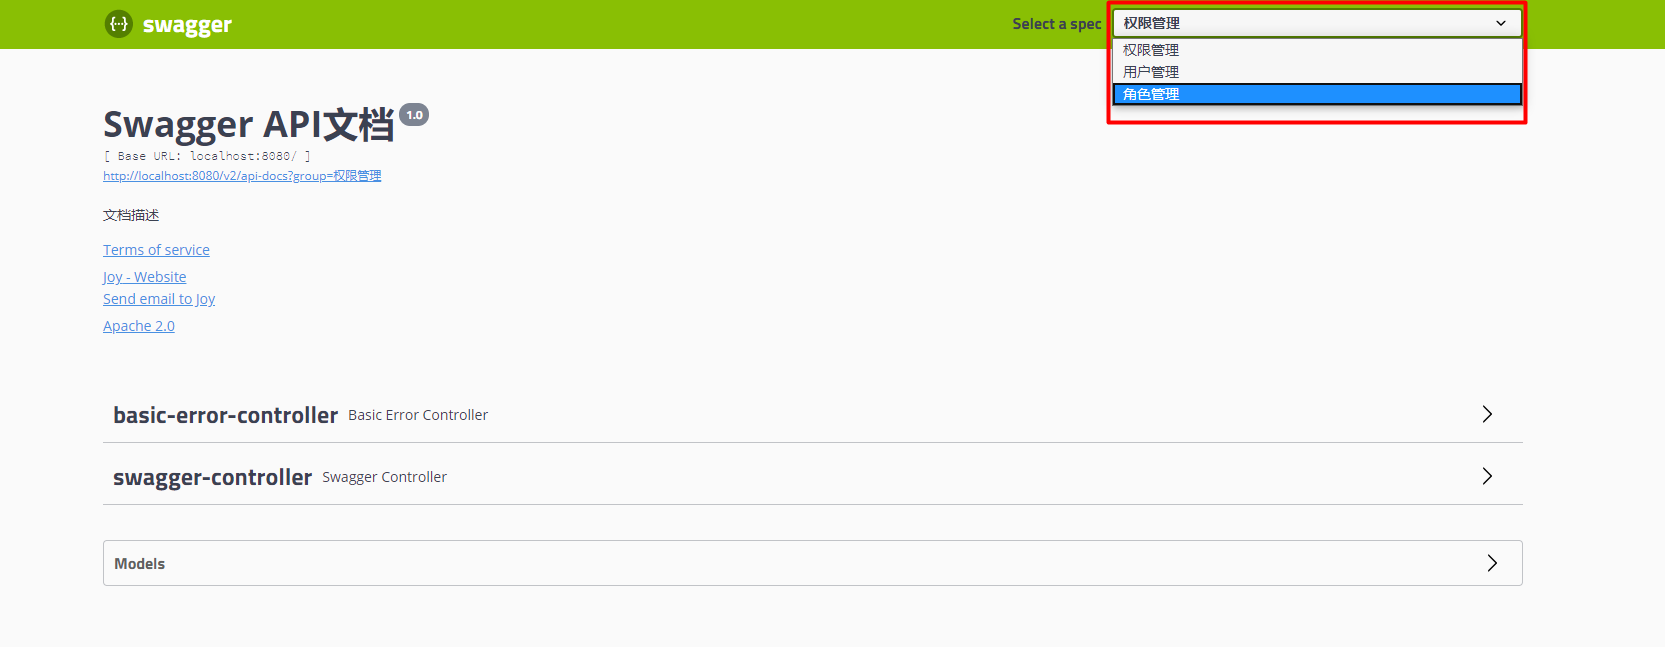 {···} swagger
Select a spec 权限管理
权限管理
用户管理
角色管理
Swagger API文档 1.0
[ Base URL: localhost:8080/ ]
http://localhost:8080/v2/api-docs?group=权限管理
文档描述
Terms of service
Joy - Website
Send email to Joy
Apache 2.0
basic-error-controller Basic Error Controller
swagger-controller Swagger Controller
Models